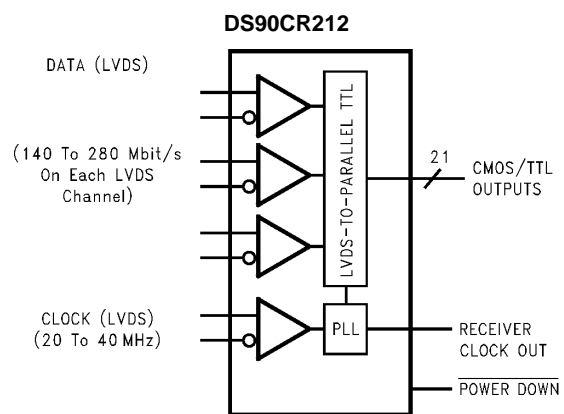 DS90CR212
DATA (LVDS)
(140 To 280 Mbit/s
On Each LVDS
Channel)
CLOCK (LVDS)
(20 To 40 MHz)
LVDS-TO-PARALLEL TTL
PLL
21
CMOS/TTL
OUTPUTS
RECEIVER
CLOCK OUT
POWER DOWN